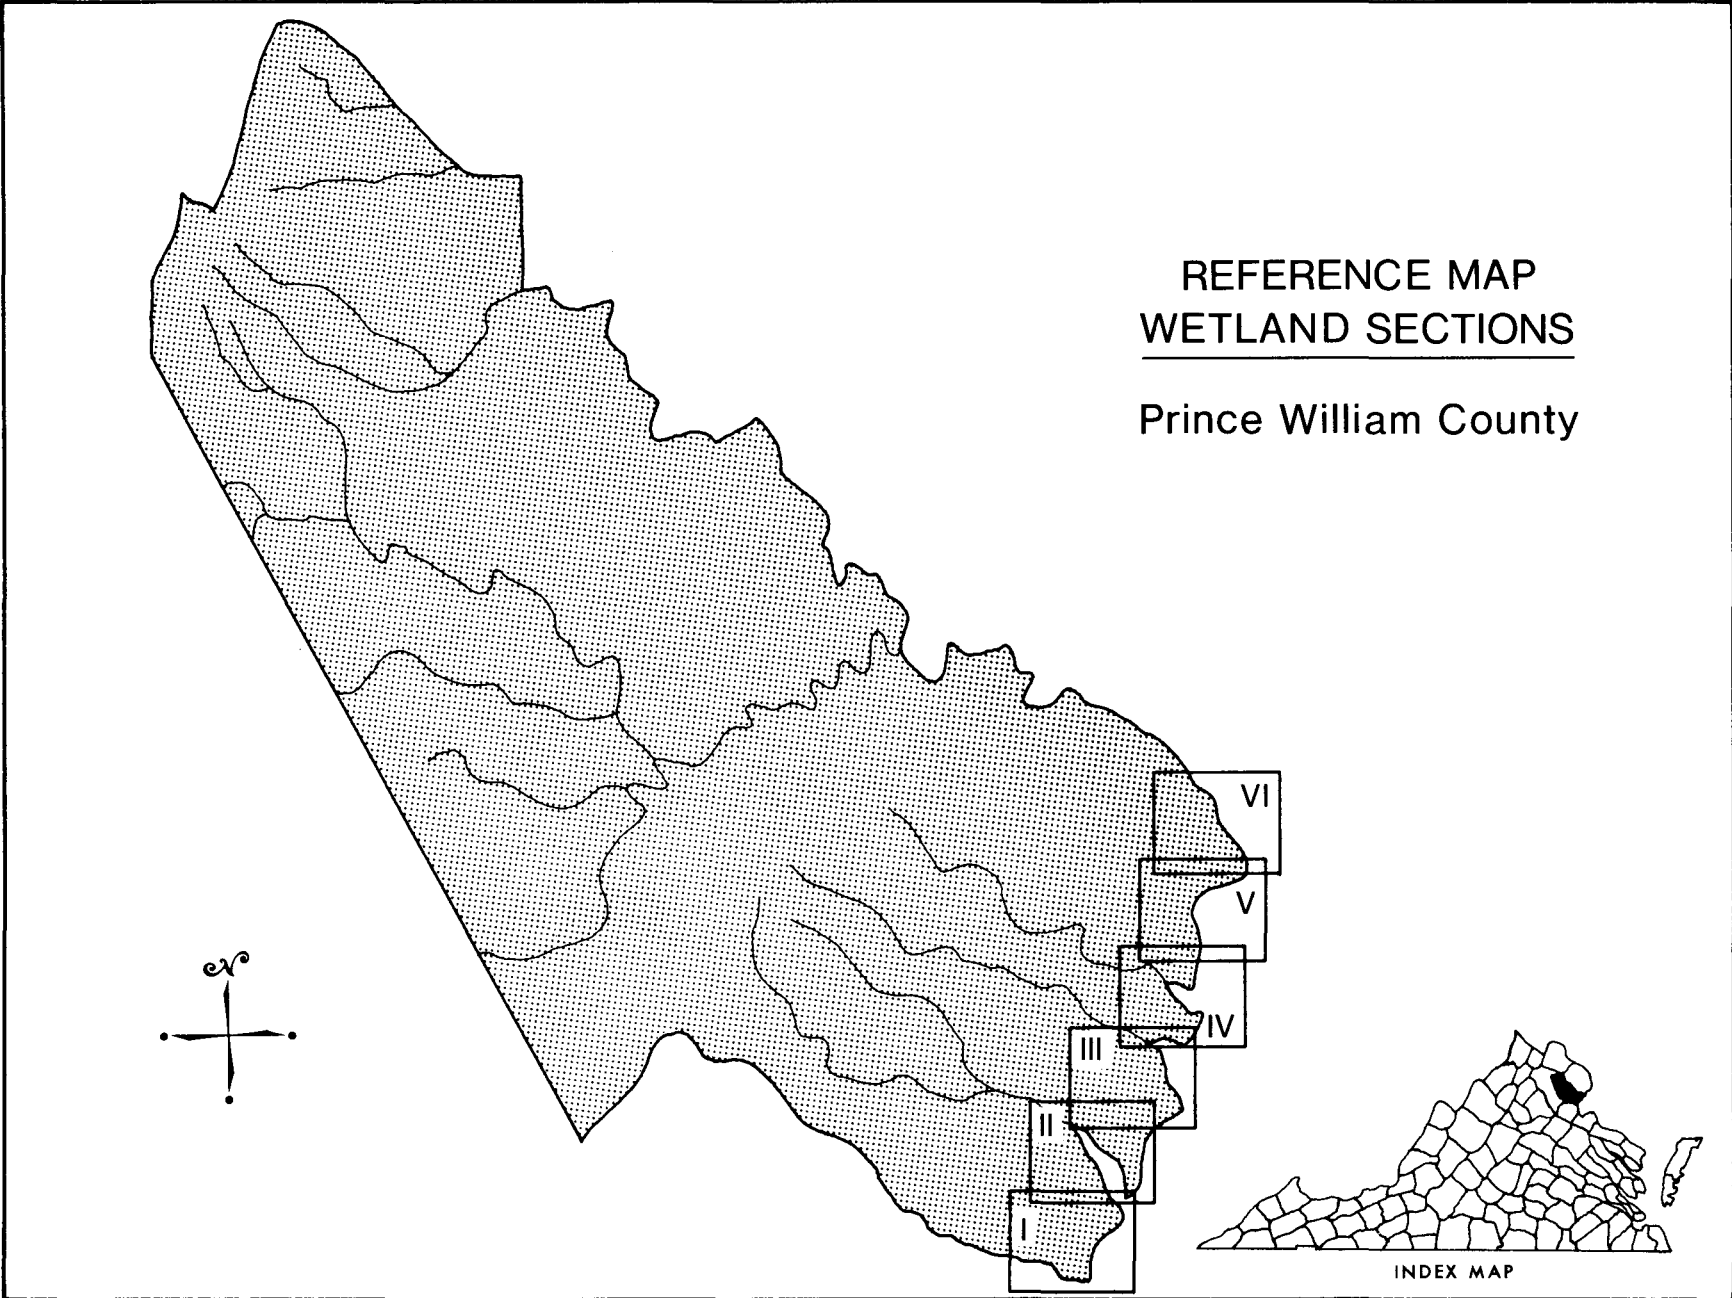 REFERENCE MAP
WETLAND SECTIONS
Prince William County
VI
V
IV
III
II
I
N
INDEX MAP